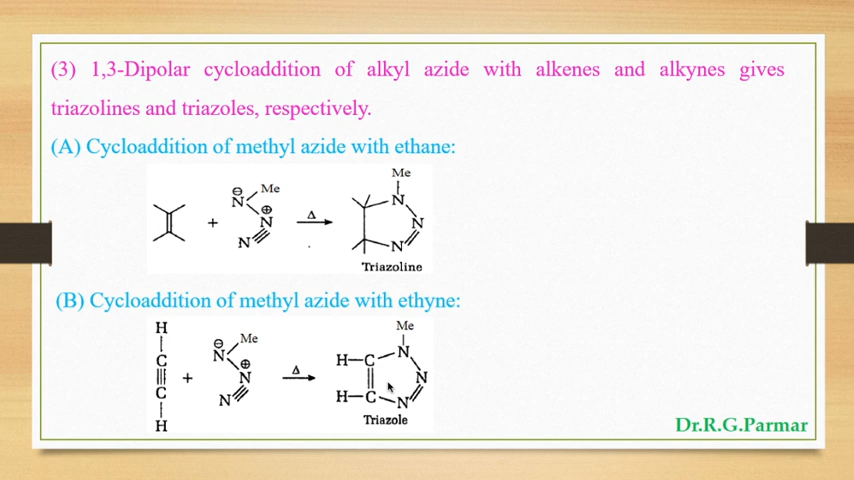 (3) 1,3-Dipolar cycloaddition of alkyl azide with alkenes and alkynes gives
triazolines and triazoles, respectively.
(A) Cycloaddition of methyl azide with ethane:
Me
⊖
N
Me
⊕
N
N
+
Δ
N
N
N
Triazoline
(B) Cycloaddition of methyl azide with ethyne:
H
C
C
H
+
⊖
N
Me
⊕
N
N
Δ
Me
H-C
N
N
H-C
N
Triazole
Dr.R.G.Parmar